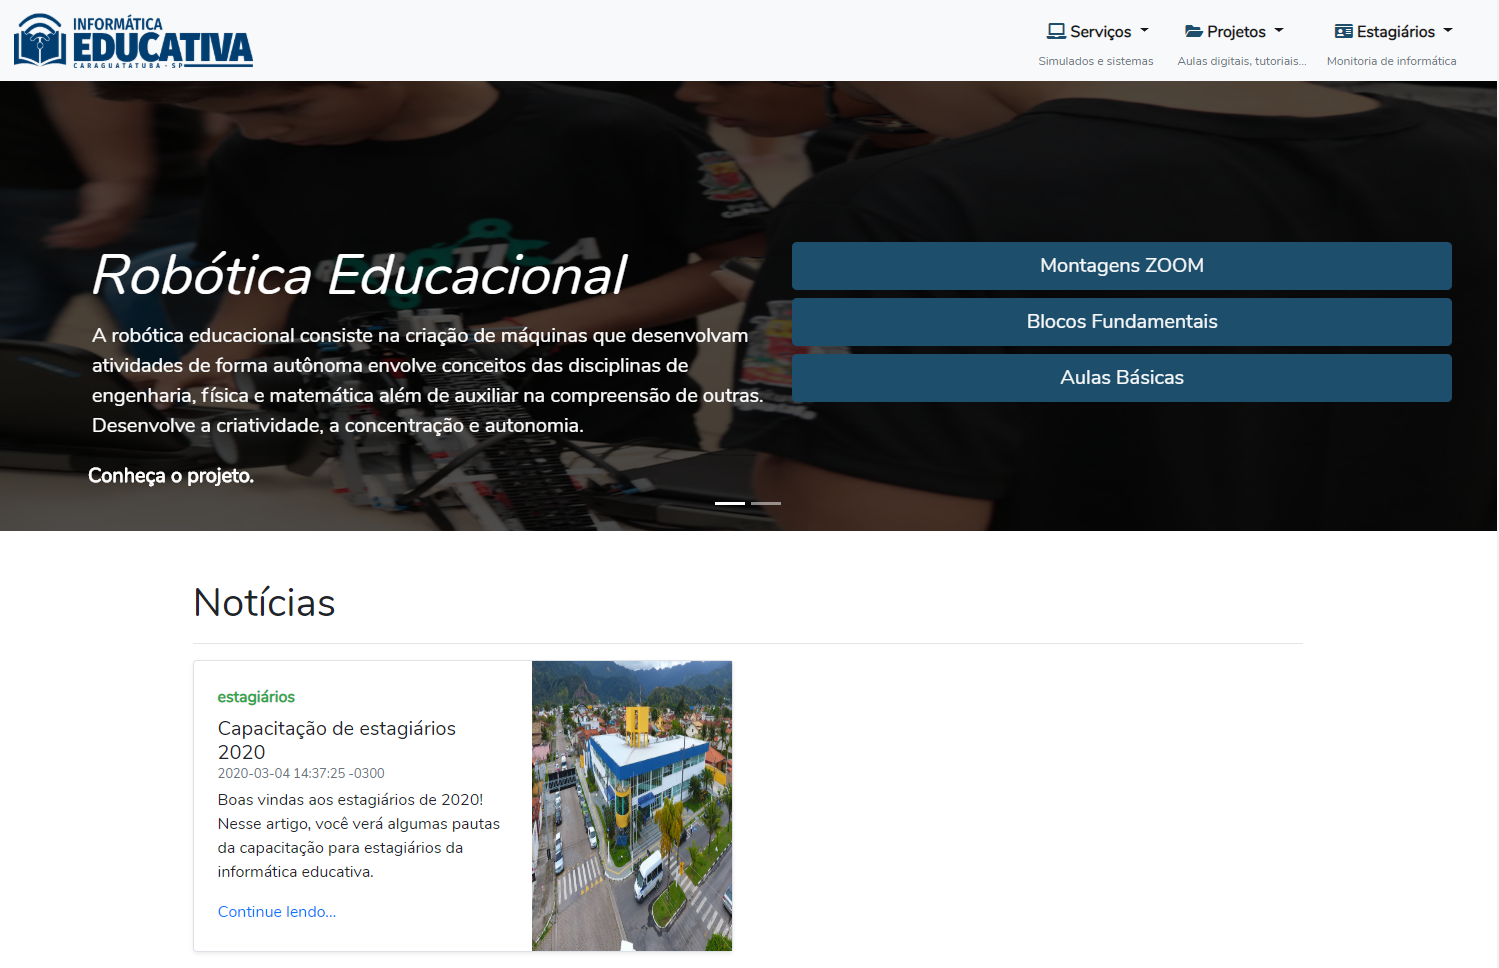 INFORMÁTICA
EDUCATIVA
CARAGUATATUBA - SP
Serviços
Simulados e sistemas
Projetos
Aulas digitais, tutoriais...
Estagiários
Monitoria de informática
Robótica Educacional
A robótica educacional consiste na criação de máquinas que desenvolvam
atividades de forma autônoma envolve conceitos das disciplinas de
engenharia, física e matemática além de auxiliar na compreensão de outras.
Desenvolve a criatividade, a concentração e autonomia.
Conheça o projeto.
Montagens ZOOM
Blocos Fundamentais
Aulas Básicas
Notícias
estagiários
Capacitação de estagiários
2020
2020-03-04 14:37:25 -0300
Boas vindas aos estagiários de 2020!
Nesse artigo, você verá algumas pautas
da capacitação para estagiários da
informática educativa.
Continue lendo...